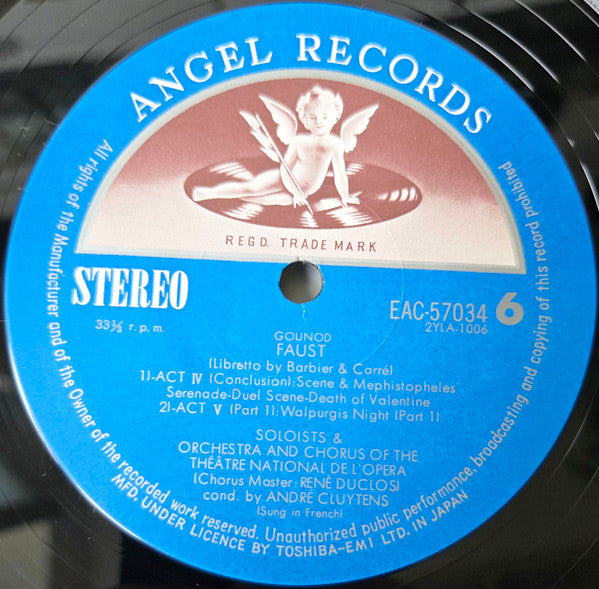 ANGEL RECORDS
REGD. TRADE MARK
STEREO
33⅓ r.p.m.
EAC-57034 6
2YLA-1006
GOUNOD
FAUST
(Libretto by Barbier & Carré)
1)-ACT IV (Conclusion):Scene & Mephistopheles'
Serenade-Duel Scene-Death of Valentine
2)-ACT V (Part 1):Walpurgis Night (Part 1)
SOLOISTS &
ORCHESTRA AND CHORUS OF THE
THÉÂTRE NATIONAL DE L'OPERA
(Chorus Master:RENÉ DUCLOS)
cond. by ANDRÉ CLUYTENS
(Sung in French)
All rights of the Manufacturer and of the Owner of the recorded work reserved. Unauthorized public performance, broadcasting and copying of this record prohibited
MFD. UNDER LICENCE BY TOSHIBA-EMI LTD. IN JAPAN